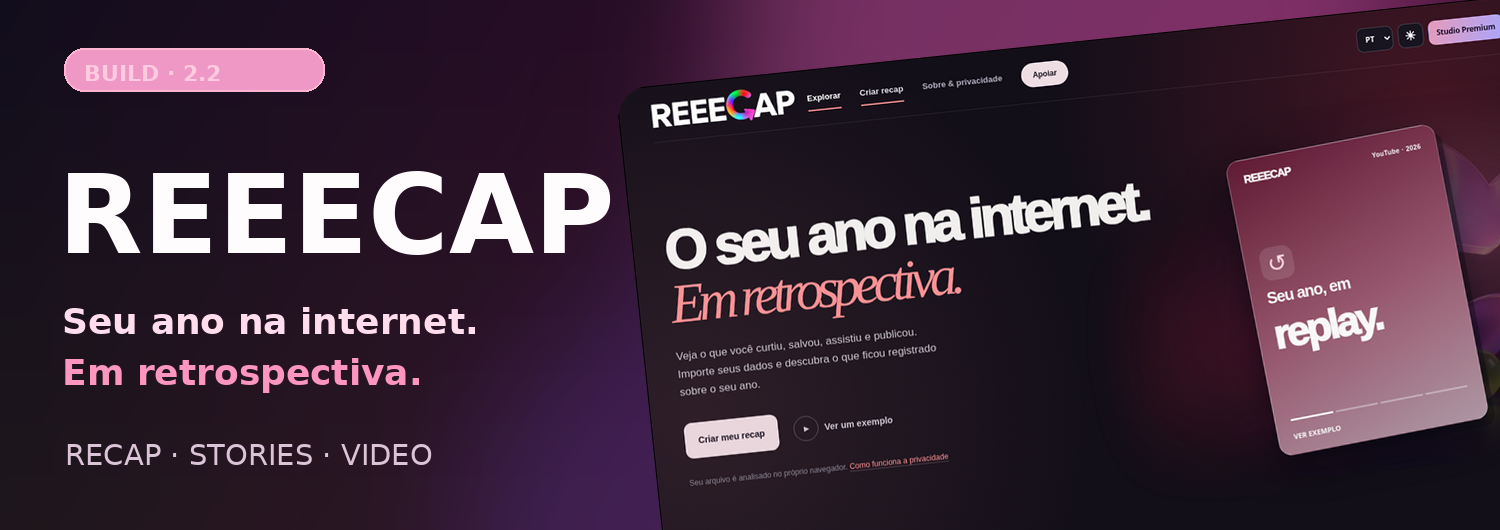 BUILD · 2.2
REEECAP
Seu ano na internet.
Em retrospectiva.
RECAP · STORIES · VIDEO
REEECAP
Explorar
Criar recap
Sobre & privacidade
Apoiar
PT
Studio Premium
O seu ano na internet.
Em retrospectiva.
Veja o que você curtiu, salvou, assistiu e publicou.
Importe seus dados e descubra o que ficou registrado
sobre o seu ano.
Criar meu recap
Ver um exemplo
Seu arquivo é analisado no próprio navegador. Como funciona a privacidade
REEECAP
YouTube · 2026
Seu ano, em
replay.
VER EXEMPLO